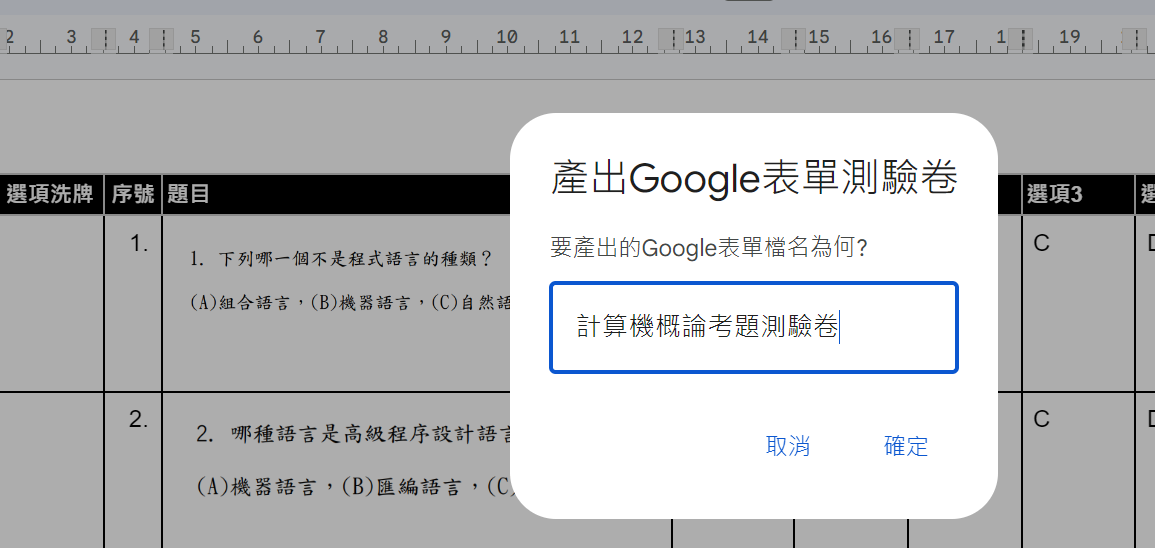 2 3 4 5 6 7 8 9 10 11 12 13 14 15 16 17 1 19
選項洗牌 序號 題目 選項3
1. C
1. 下列哪一個不是程式語言的種類？
(A)組合語言，(B)機器語言，(C)自然語
2. C
2. 哪種語言是高級程序設計語言
(A)機器語言，(B)匯編語言，(C)
產出Google表單測驗卷
要產出的Google表單檔名為何?
計算機概論考題測驗卷
取消 確定